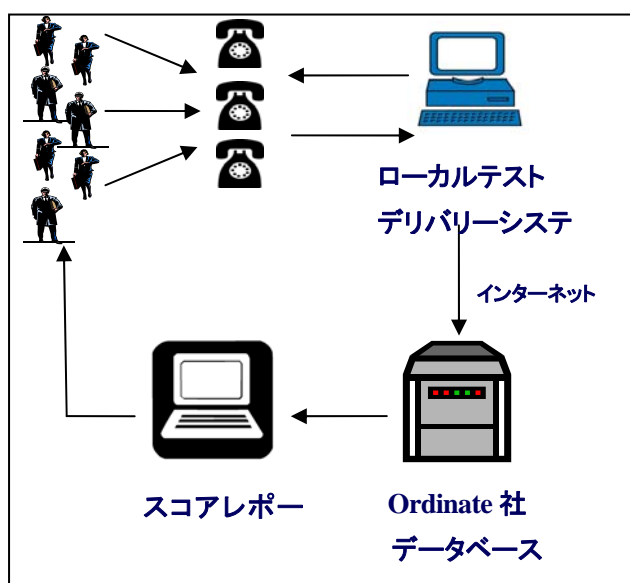 ローカルテスト
デリバリーシステ
インターネット
スコアレポー
Ordinate 社
データベース